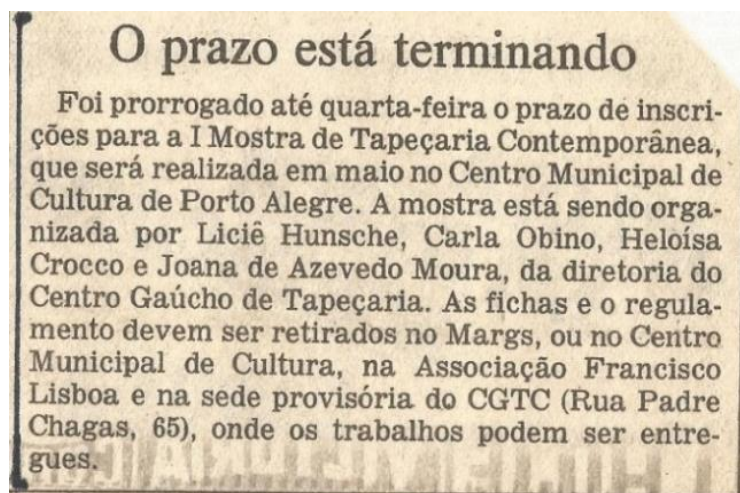 O prazo está terminando
Foi prorrogado até quarta-feira o prazo de inscri-
ções para a I Mostra de Tapeçaria Contemporânea,
que será realizada em maio no Centro Municipal de
Cultura de Porto Alegre. A mostra está sendo orga-
nizada por Liciê Hunsche, Carla Obino, Heloísa
Crocco e Joana de Azevedo Moura, da diretoria do
Centro Gaúcho de Tapeçaria. As fichas e o regula-
mento devem ser retirados no Margs, ou no Centro
Municipal de Cultura, na Associação Francisco
Lisboa e na sede provisória do CGTC (Rua Padre
Chagas, 65), onde os trabalhos podem ser entre-
gues.